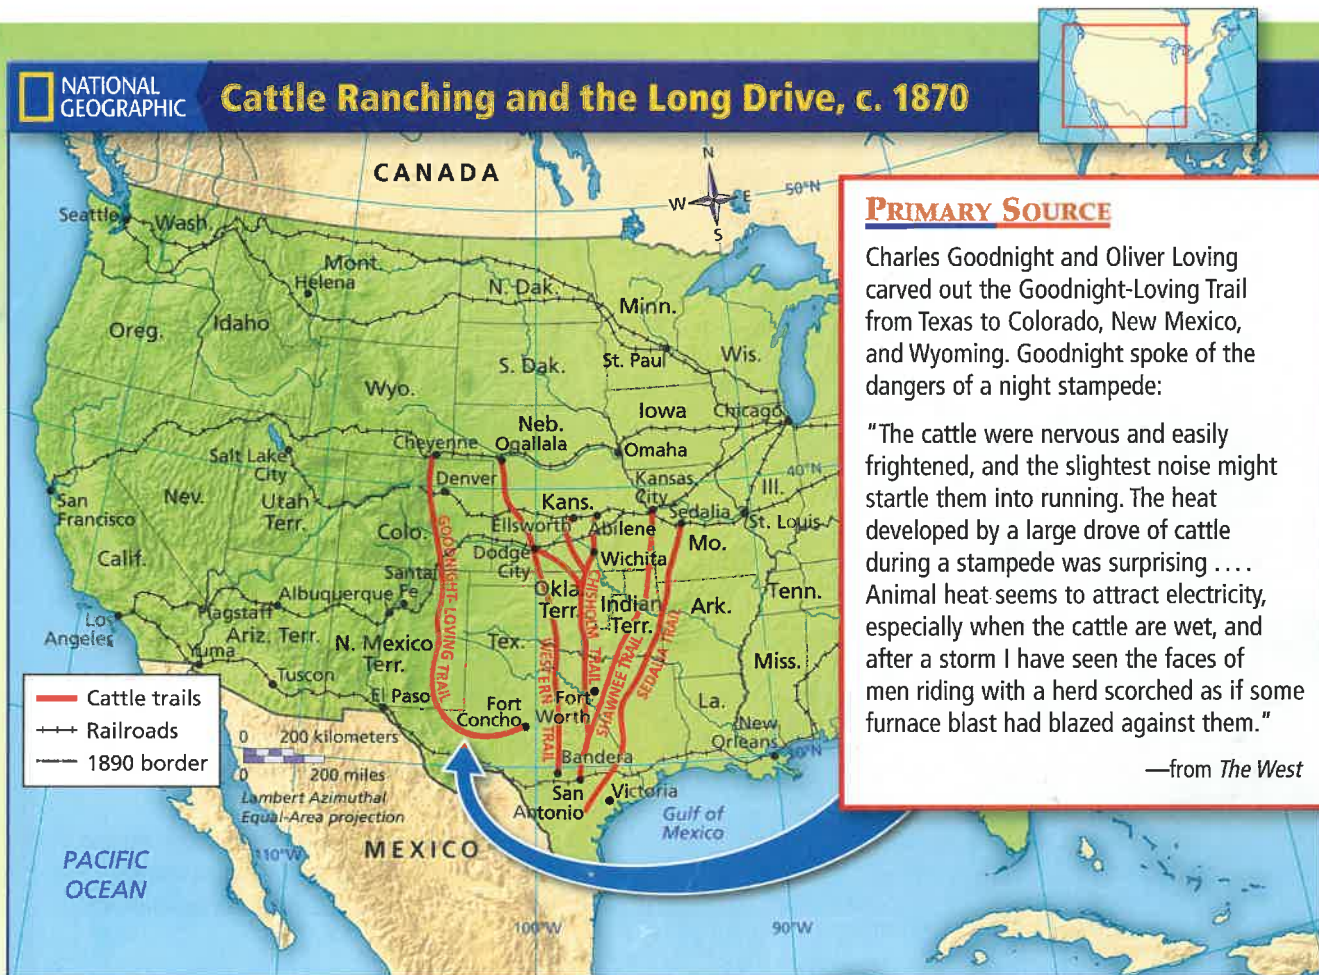 NATIONAL
GEOGRAPHIC
Cattle Ranching and the Long Drive, c. 1870
CANADA
N
W
E
S
50°N
Seattle
Wash.
Mont.
Helena
N. Dak.
Minn.
Oreg.
Idaho
S. Dak.
St. Paul
Wis.
Wyo.
Iowa
Chicago
Neb.
Cheyenne
Ogallala
Omaha
Salt Lake
City
Denver
Kansas
City
40°N
Ill.
San
Francisco
Nev.
Utah
Terr.
Kans.
Sedalia
St. Louis
Colo.
Ellsworth
Abilene
Mo.
Calif.
Dodge
City
Wichita
Santa
Fe
Okla.
Terr.
Indian
Terr.
Ark.
Tenn.
Albuquerque
Flagstaff
Los
Angeles
Ariz. Terr.
N. Mexico
Terr.
Tex.
Yuma
Tuscon
Miss.
El Paso
Fort
Concho
Fort
Worth
La.
New
Orleans
30°N
Bandera
San
Antonio
Victoria
Gulf of
Mexico
GOODNIGHT-LOVING TRAIL
WESTERN TRAIL
CHISHOLM TRAIL
SHAWNEE TRAIL
SEDALIA TRAIL
Cattle trails
Railroads
1890 border
0 200 kilometers
0 200 miles
Lambert Azimuthal
Equal-Area projection
MEXICO
PACIFIC
OCEAN
110°W
100°W
90°W
PRIMARY SOURCE
Charles Goodnight and Oliver Loving
carved out the Goodnight-Loving Trail
from Texas to Colorado, New Mexico,
and Wyoming. Goodnight spoke of the
dangers of a night stampede:
"The cattle were nervous and easily
frightened, and the slightest noise might
startle them into running. The heat
developed by a large drove of cattle
during a stampede was surprising . . . .
Animal heat seems to attract electricity,
especially when the cattle are wet, and
after a storm I have seen the faces of
men riding with a herd scorched as if some
furnace blast had blazed against them."
—from The West